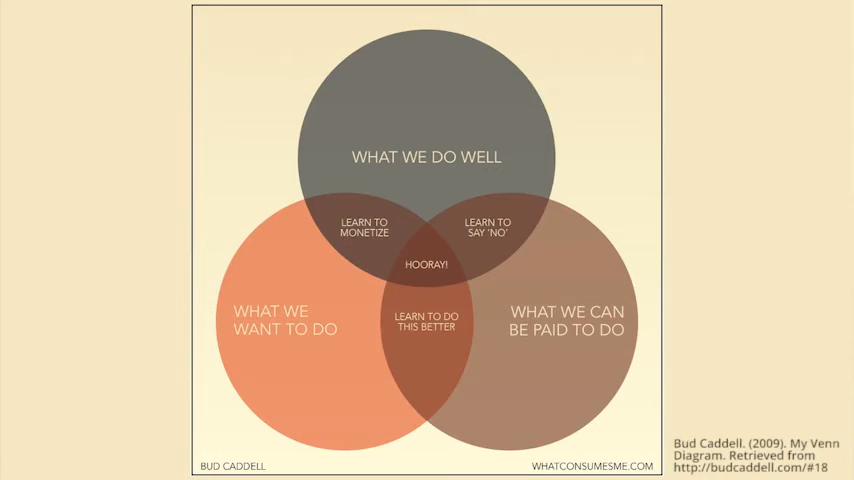 WHAT WE DO WELL
LEARN TO
MONETIZE
LEARN TO
SAY 'NO'
HOORAY!
WHAT WE
WANT TO DO
LEARN TO DO
THIS BETTER
WHAT WE CAN
BE PAID TO DO
BUD CADDELL
WHATCONSUMESME.COM
Bud Caddell. (2009). My Venn
Diagram. Retrieved from
http://budcaddell.com/#18